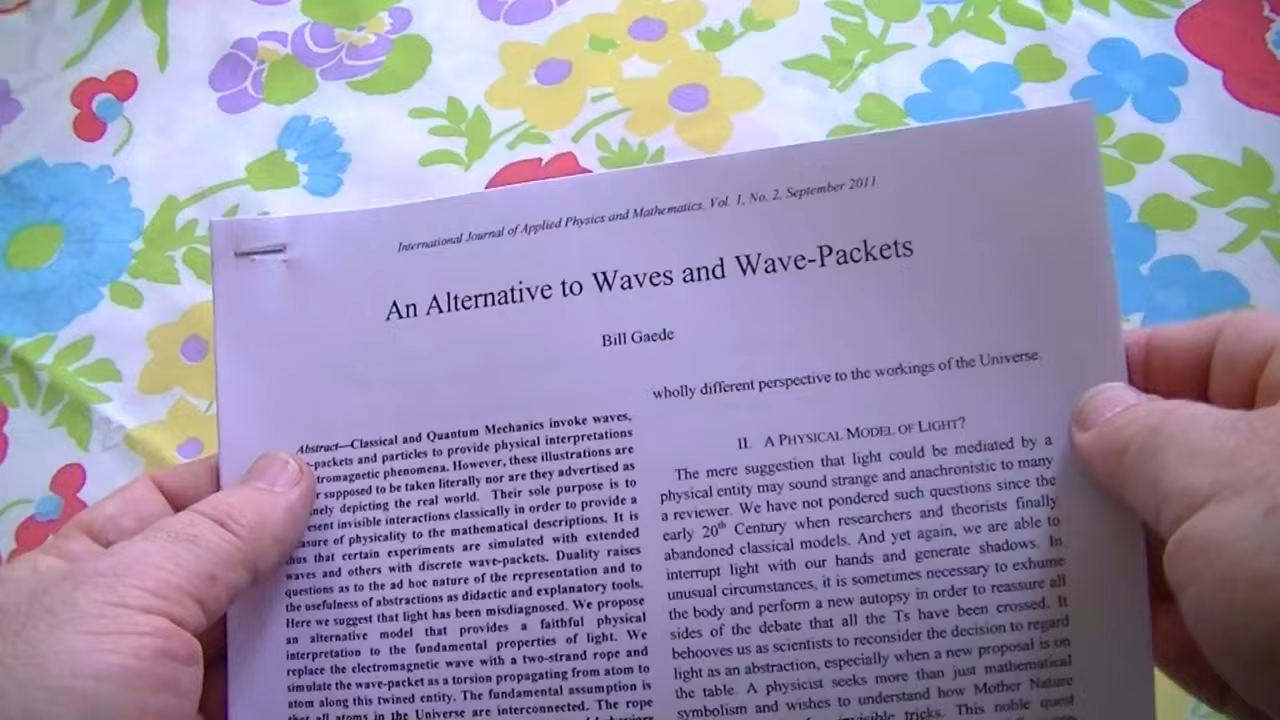 International Journal of Applied Physics and Mathematics, Vol. 1, No. 2, September 2011
An Alternative to Waves and Wave-Packets
Bill Gaede
Abstract—Classical and Quantum Mechanics invoke waves,
-packets and particles to provide physical interpretations
tromagnetic phenomena. However, these illustrations are
r supposed to be taken literally nor are they advertised as
nely depicting the real world. Their sole purpose is to
esent invisible interactions classically in order to provide a
asure of physicality to the mathematical descriptions. It is
hus that certain experiments are simulated with extended
waves and others with discrete wave-packets. Duality raises
questions as to the ad hoc nature of the representation and to
the usefulness of abstractions as didactic and explanatory tools.
Here we suggest that light has been misdiagnosed. We propose
an alternative model that provides a faithful physical
interpretation to the fundamental properties of light. We
replace the electromagnetic wave with a two-strand rope and
simulate the wave-packet as a torsion propagating from atom to
atom along this twined entity. The fundamental assumption is
that all atoms in the Universe are interconnected. The rope
wholly different perspective to the workings of the Universe.
II. A PHYSICAL MODEL OF LIGHT?
The mere suggestion that light could be mediated by a
physical entity may sound strange and anachronistic to many
a reviewer. We have not pondered such questions since the
early 20th Century when researchers and theorists finally
abandoned classical models. And yet again, we are able to
interrupt light with our hands and generate shadows. In
unusual circumstances, it is sometimes necessary to exhume
the body and perform a new autopsy in order to reassure all
sides of the debate that all the Ts have been crossed. It
behooves us as scientists to reconsider the decision to regard
light as an abstraction, especially when a new proposal is on
the table. A physicist seeks more than just mathematical
symbolism and wishes to understand how Mother Nature
invisible tricks. This noble quest